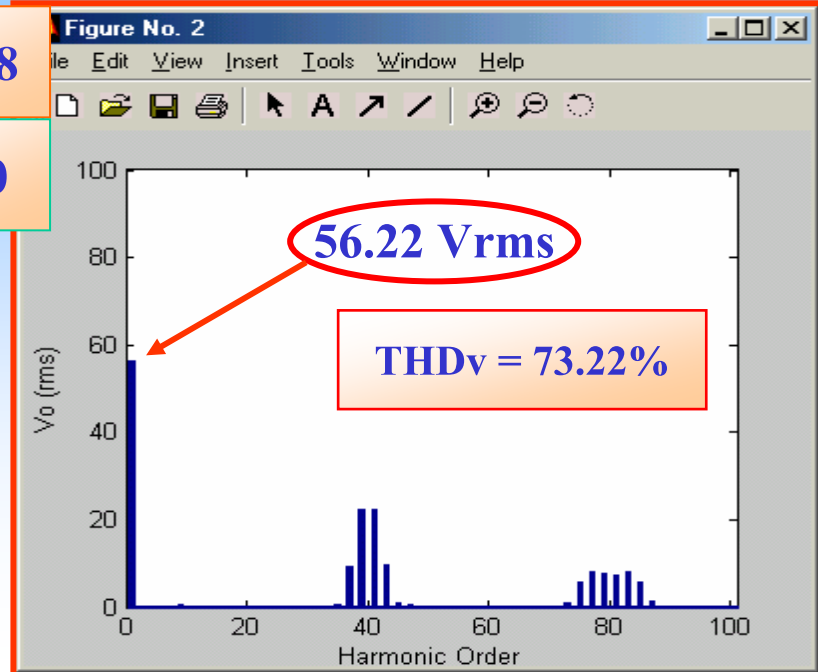 Figure No. 2
Edit View Insert Tools Window Help
8
A
100
80
60
40
20
0
Vo (rms)
56.22 Vrms
THDv = 73.22%
0 20 40 60 80 100
Harmonic Order